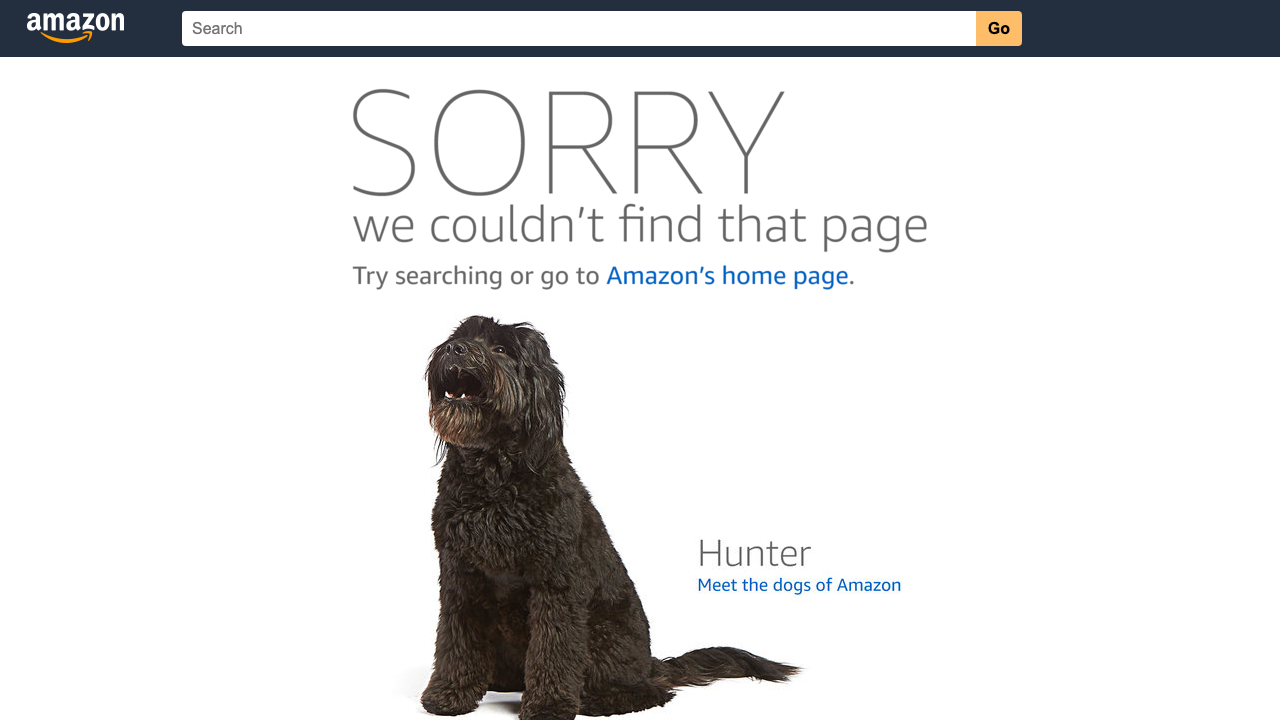 amazon
Search
Go
SORRY
we couldn't find that page
Try searching or go to Amazon's home page.
Hunter
Meet the dogs of Amazon